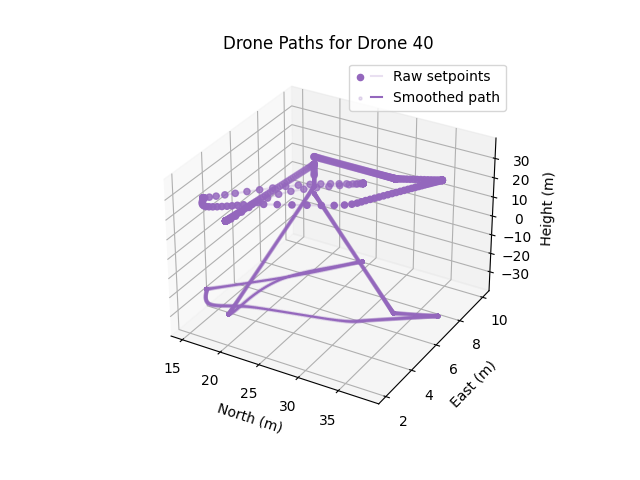 Drone Paths for Drone 40
Raw setpoints
Smoothed path
30
20
10
0
−10
−20
−30
Height (m)
10
8
6
4
2
East (m)
15
20
25
30
35
North (m)